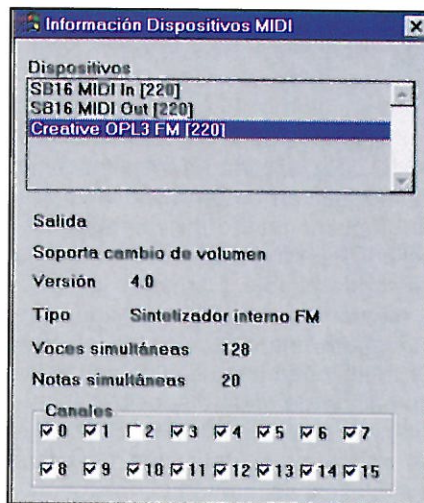 Información Dispositivos MIDI
Dispositivos
SB16 MIDI In [220]
SB16 MIDI Out [220]
Creative OPL3 FM [220]
Salida
Soporta cambio de volumen
Versión 4.0
Tipo Sintetizador interno FM
Voces simultáneas 128
Notas simultáneas 20
Canales
0 1 2 3 4 5 6 7
8 9 10 11 12 13 14 15